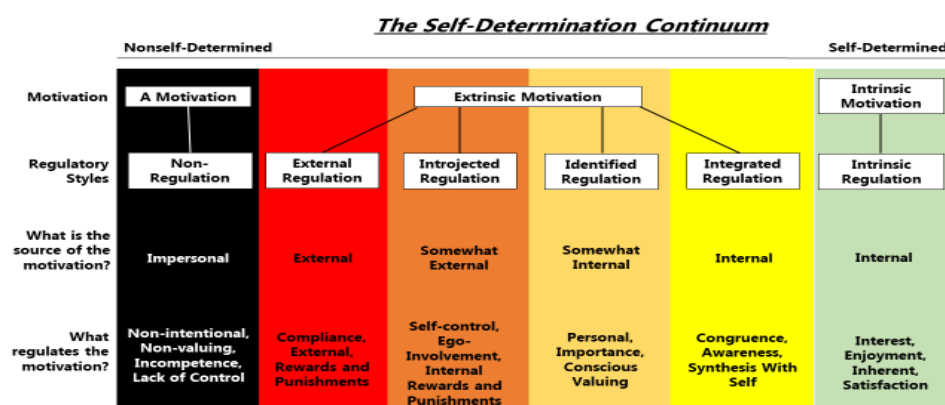 The Self-Determination Continuum
Nonself-Determined
Self-Determined
Motivation
A Motivation
Extrinsic Motivation
Intrinsic
Motivation
Regulatory
Styles
Non-
Regulation
External
Regulation
Introjected
Regulation
Identified
Regulation
Integrated
Regulation
Intrinsic
Regulation
What is the
source of the
motivation?
Impersonal
External
Somewhat
External
Somewhat
Internal
Internal
Internal
What
regulates the
motivation?
Non-intentional,
Non-valuing,
Incompetence,
Lack of Control
Compliance,
External,
Rewards and
Punishments
Self-control,
Ego-
Involvement,
Internal
Rewards and
Punishments
Personal,
Importance,
Conscious
Valuing
Congruence,
Awareness,
Synthesis With
Self
Interest,
Enjoyment,
Inherent,
Satisfaction